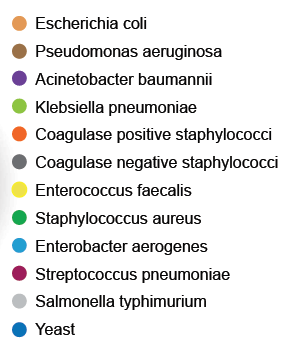 Escherichia coli
Pseudomonas aeruginosa
Acinetobacter baumannii
Klebsiella pneumoniae
Coagulase positive staphylococci
Coagulase negative staphylococci
Enterococcus faecalis
Staphylococcus aureus
Enterobacter aerogenes
Streptococcus pneumoniae
Salmonella typhimurium
Yeast